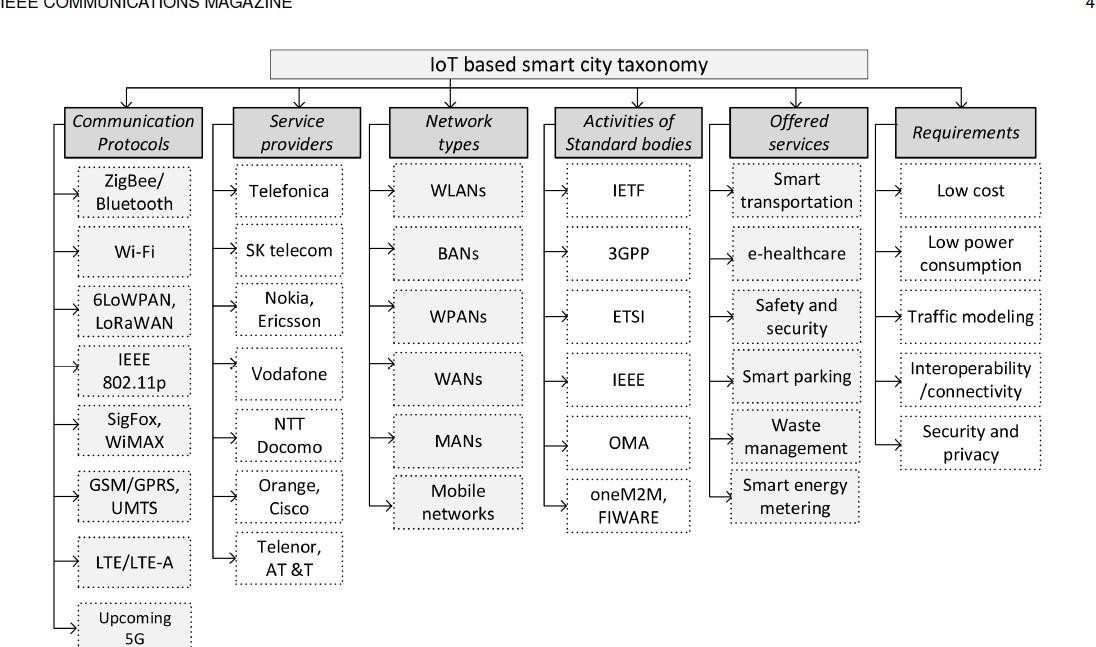 IEEE COMMUNICATIONS MAGAZINE
4
IoT based smart city taxonomy
Communication
Protocols
ZigBee/
Bluetooth
Wi-Fi
6LoWPAN,
LoRaWAN
IEEE
802.11p
SigFox,
WiMAX
GSM/GPRS,
UMTS
LTE/LTE-A
Upcoming
5G
Service
providers
Telefonica
SK telecom
Nokia,
Ericsson
Vodafone
NTT
Docomo
Orange,
Cisco
Telenor,
AT &T
Network
types
WLANs
BANs
WPANs
WANs
MANs
Mobile
networks
Activities of
Standard bodies
IETF
3GPP
ETSI
IEEE
OMA
oneM2M,
FIWARE
Offered
services
Smart
transportation
e-healthcare
Safety and
security
Smart parking
Waste
management
Smart energy
metering
Requirements
Low cost
Low power
consumption
Traffic modeling
Interoperability
/connectivity
Security and
privacy